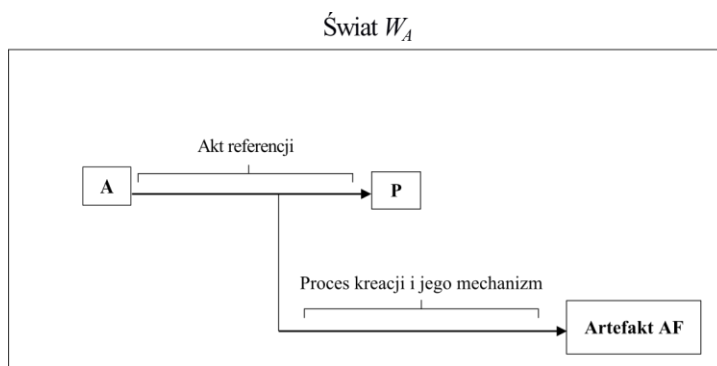 Świat W_A
Akt referencji
A
P
Proces kreacji i jego mechanizm
Artefakt AF